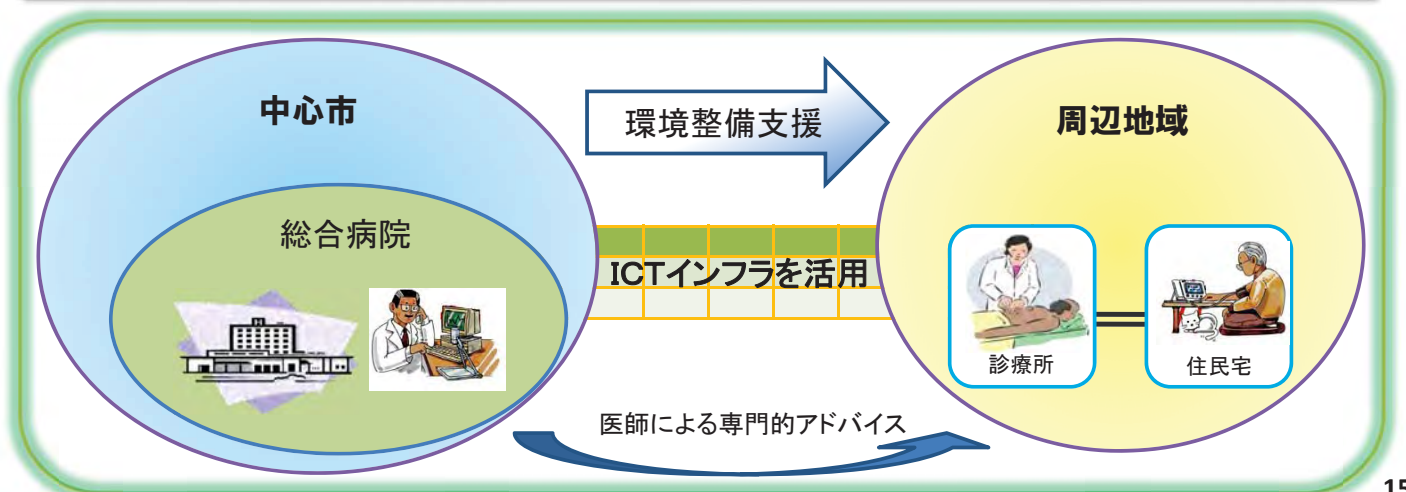 中心市
環境整備支援
周辺地域
総合病院
ICTインフラを活用
診療所
住民宅
医師による専門的アドバイス
15